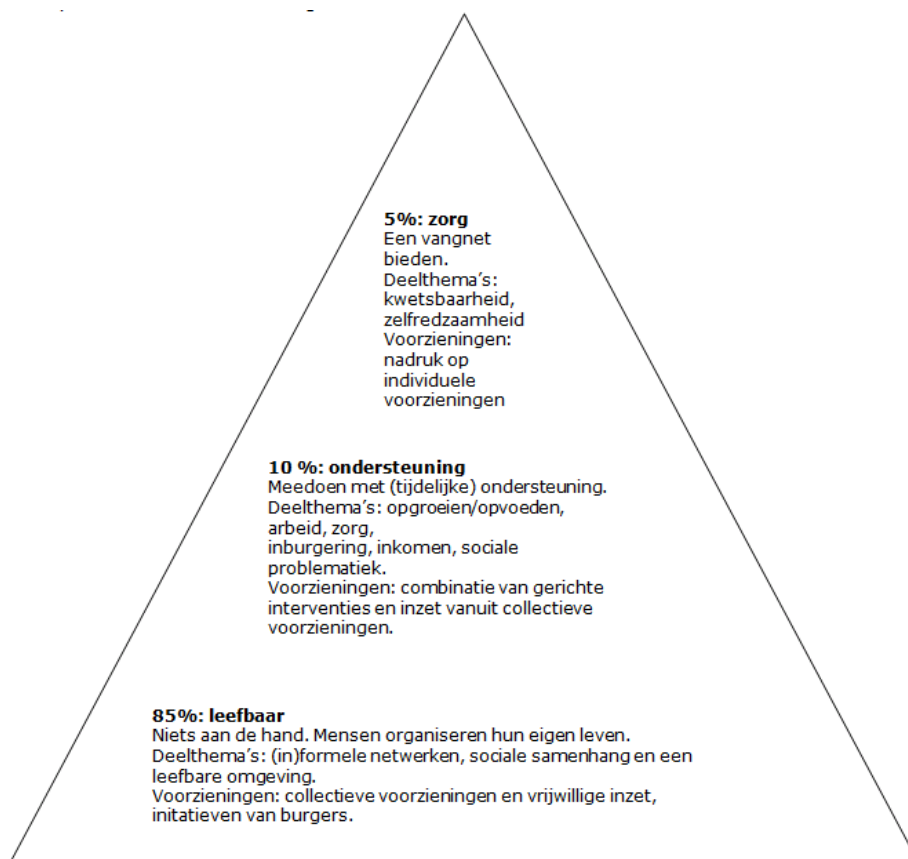 5%: zorg
Een vangnet
bieden.
Deelthema's:
kwetsbaarheid,
zelfredzaamheid
Voorzieningen:
nadruk op
individuele
voorzieningen
10 %: ondersteuning
Meedoen met (tijdelijke) ondersteuning.
Deelthema's: opgroeien/opvoeden,
arbeid, zorg,
inburgering, inkomen, sociale
problematiek.
Voorzieningen: combinatie van gerichte
interventies en inzet vanuit collectieve
voorzieningen.
85%: leefbaar
Niets aan de hand. Mensen organiseren hun eigen leven.
Deelthema's: (in)formele netwerken, sociale samenhang en een
leefbare omgeving.
Voorzieningen: collectieve voorzieningen en vrijwillige inzet,
initatieven van burgers.